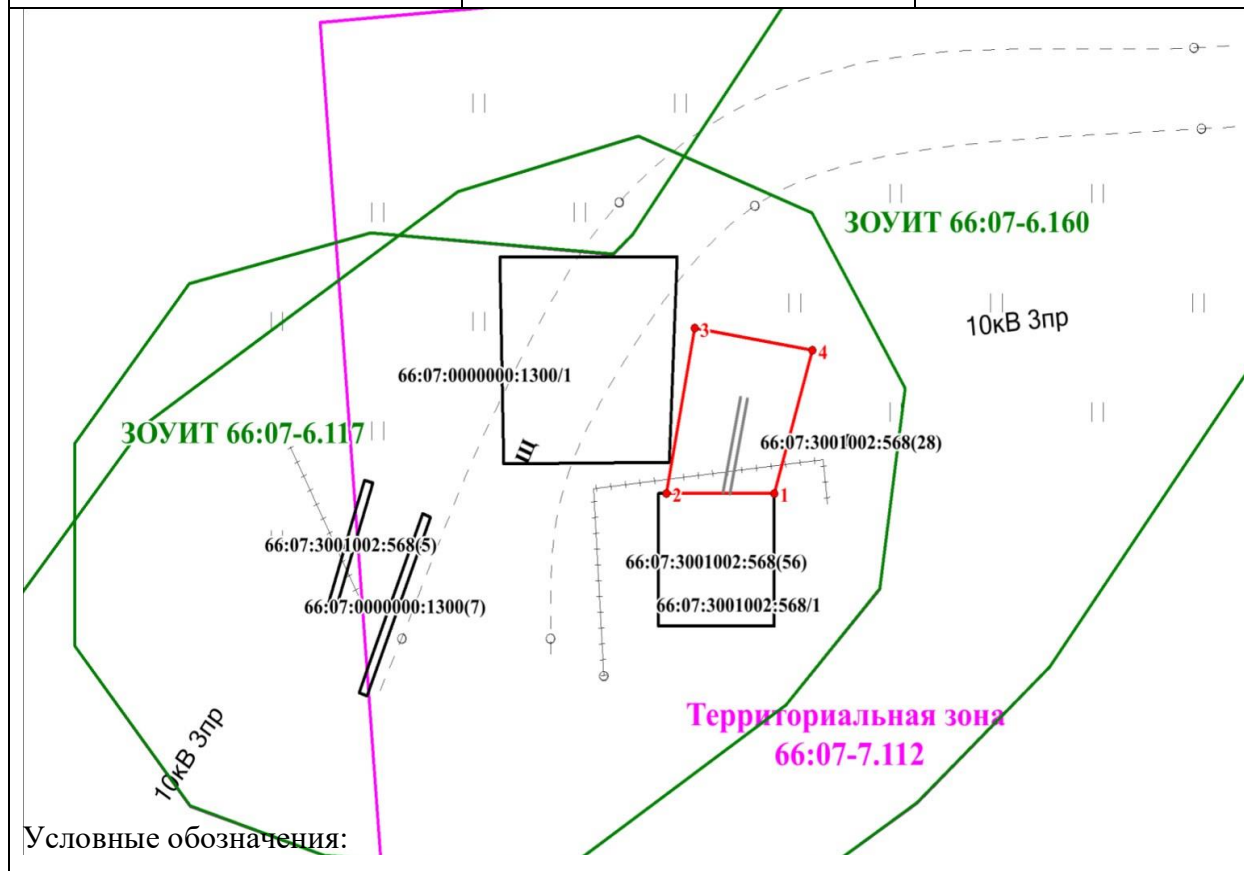 ЗОУИТ 66:07-6.160
10кВ 3пр
3
4
66:07:0000000:1300/1
ЗОУИТ 66:07-6.117
66:07:3001002:568(28)
Щ
2
1
66:07:3001002:568(5)
66:07:3001002:568(56)
66:07:0000000:1300(7)
66:07:3001002:568/1
Территориальная зона
66:07-7.112
10кВ 3пр
Условные обозначения: